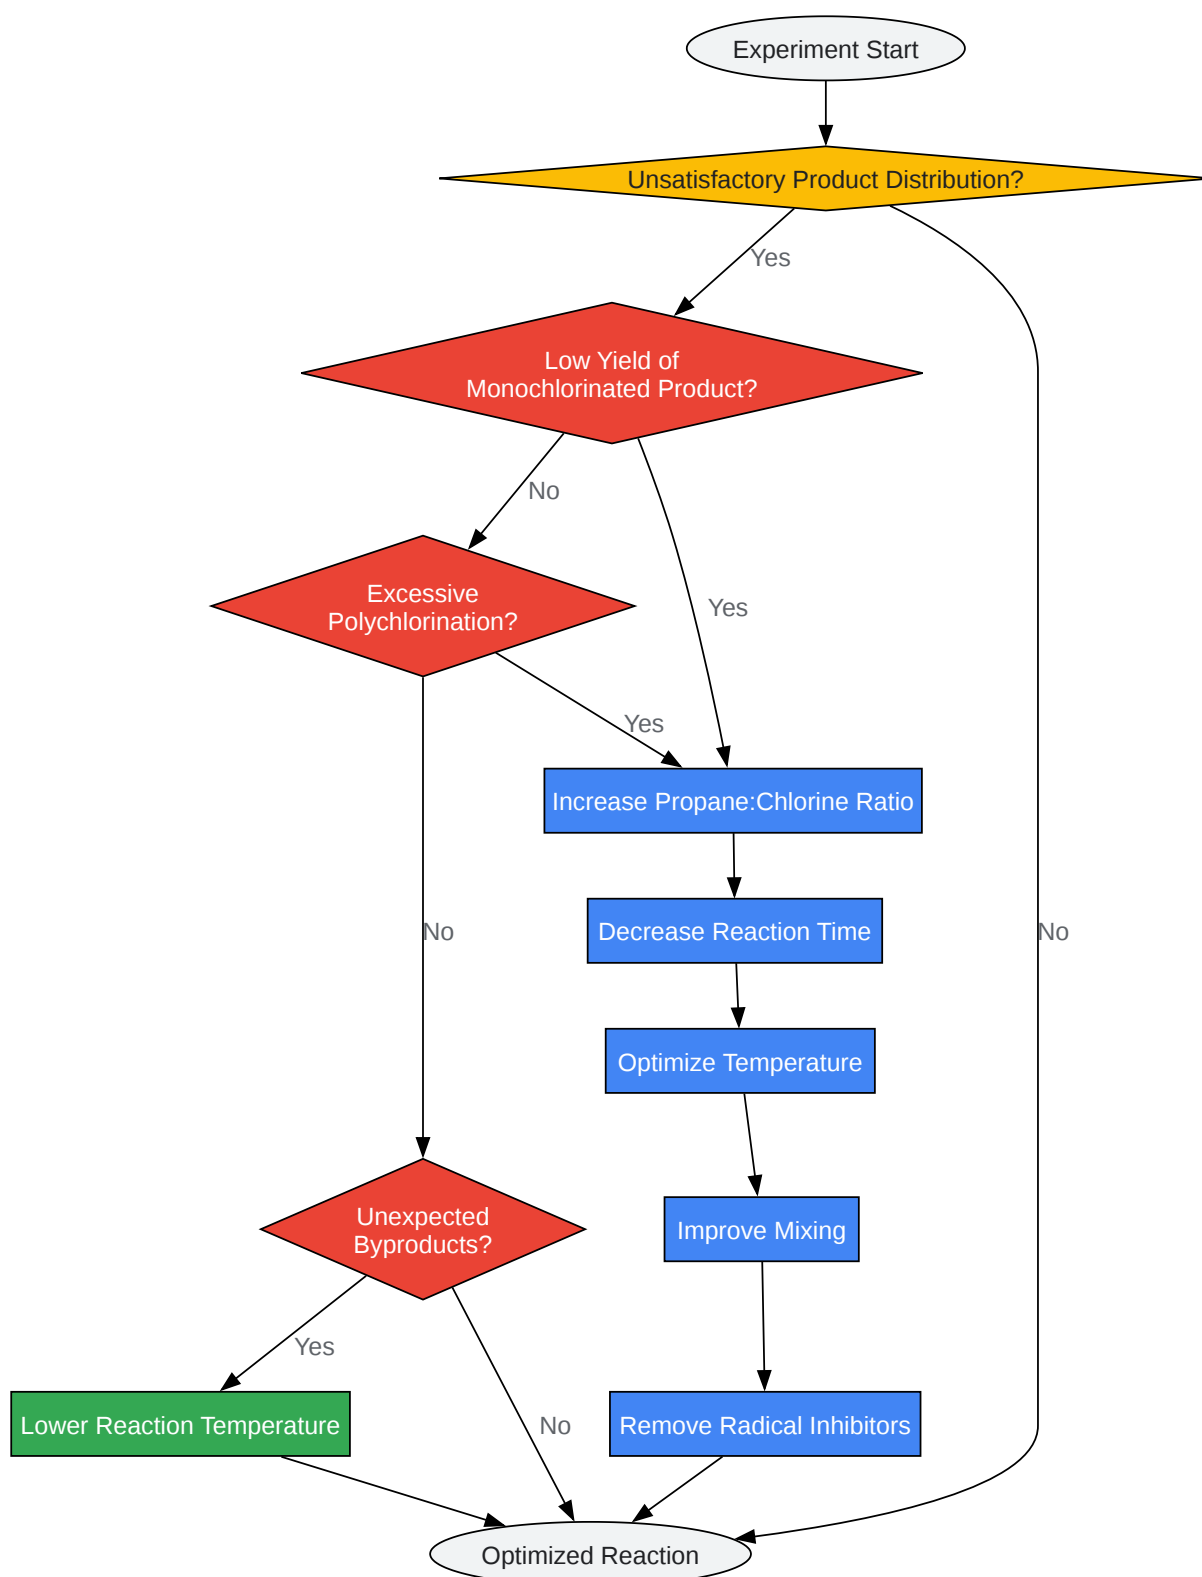 Experiment Start
Unsatisfactory Product Distribution?
Yes
Low Yield of
Monochlorinated Product?
No
Excessive
Polychlorination?
Yes
Yes
Increase Propane:Chlorine Ratio
Decrease Reaction Time
No
No
Optimize Temperature
Unexpected
Byproducts?
Improve Mixing
Yes
Lower Reaction Temperature
No
Remove Radical Inhibitors
Optimized Reaction